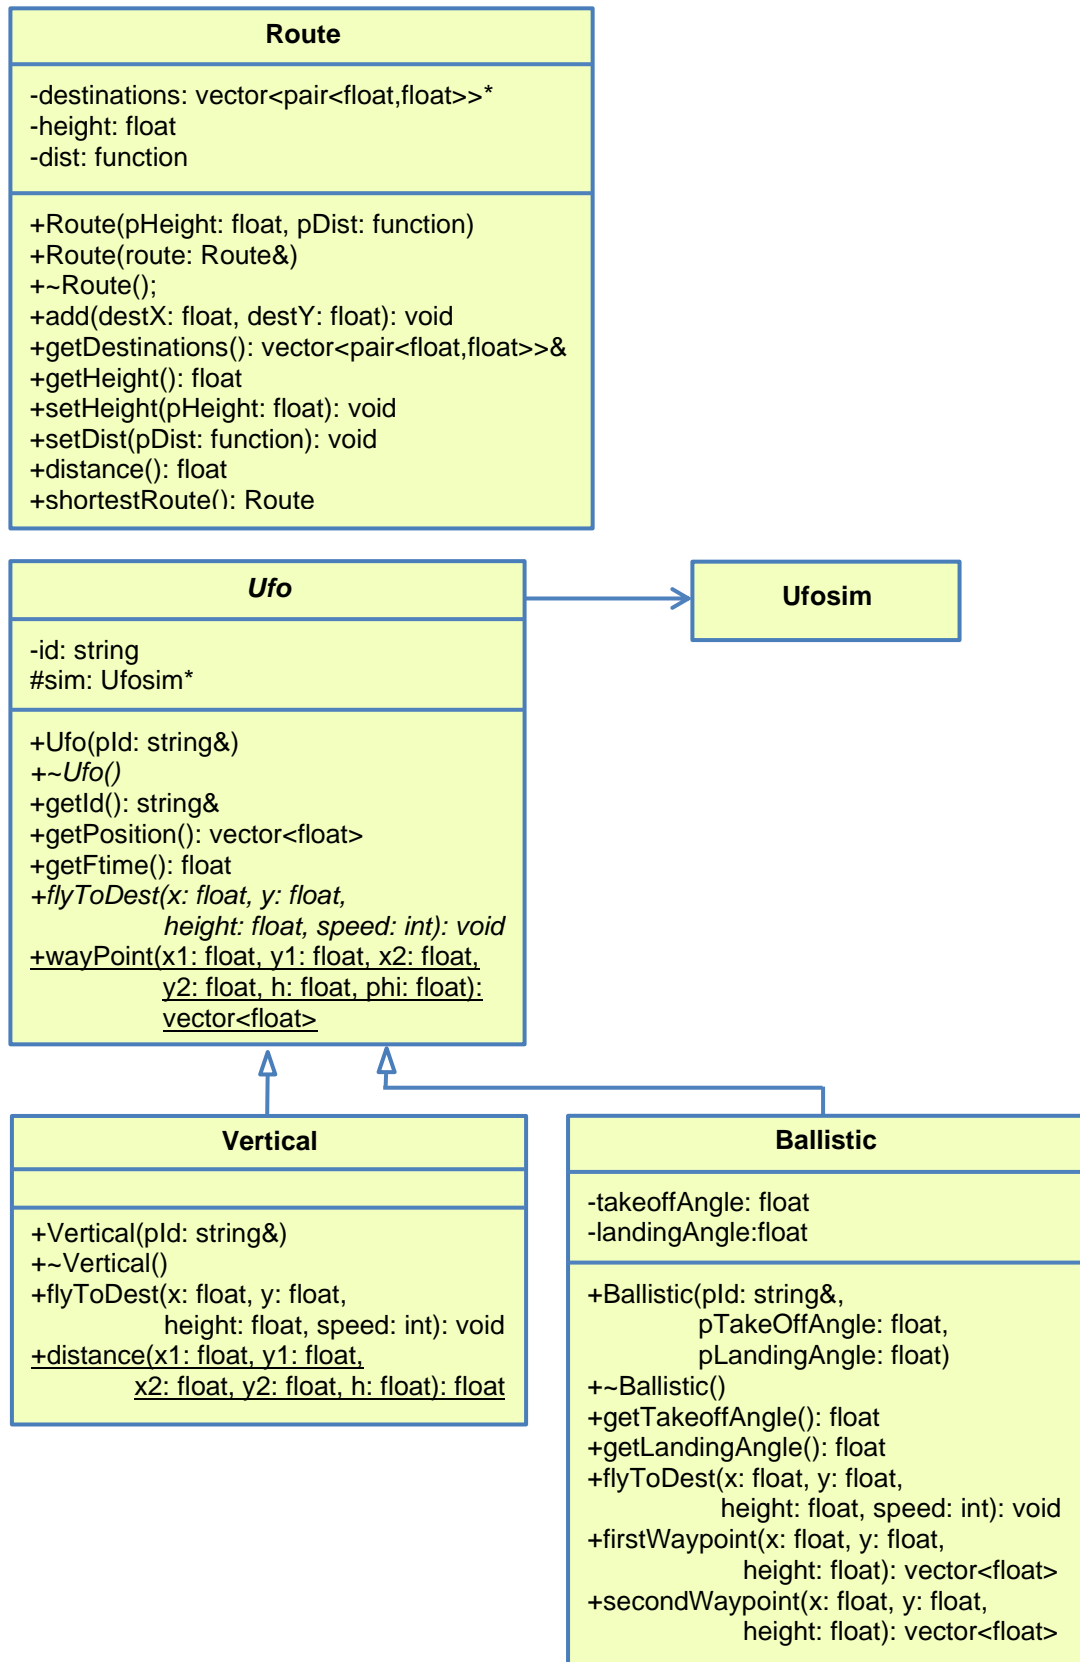 Route
-destinations: vector<pair<float,float>>*
-height: float
-dist: function
+Route(pHeight: float, pDist: function)
+Route(route: Route&)
+~Route();
+add(destX: float, destY: float): void
+getDestinations(): vector<pair<float,float>>&
+getHeight(): float
+setHeight(pHeight: float): void
+setDist(pDist: function): void
+distance(): float
+shortestRoute(): Route
Ufo
-id: string
#sim: Ufosim*
+Ufo(pId: string&)
+~Ufo()
+getId(): string&
+getPosition(): vector<float>
+getFtime(): float
+flyToDest(x: float, y: float,
height: float, speed: int): void
+wayPoint(x1: float, y1: float, x2: float,
y2: float, h: float, phi: float):
vector<float>
Ufosim
Vertical
+Vertical(pId: string&)
+~Vertical()
+flyToDest(x: float, y: float,
height: float, speed: int): void
+distance(x1: float, y1: float,
x2: float, y2: float, h: float): float
Ballistic
-takeoffAngle: float
-landingAngle:float
+Ballistic(pId: string&,
pTakeOffAngle: float,
pLandingAngle: float)
+~Ballistic()
+getTakeoffAngle(): float
+getLandingAngle(): float
+flyToDest(x: float, y: float,
height: float, speed: int): void
+firstWaypoint(x: float, y: float,
height: float): vector<float>
+secondWaypoint(x: float, y: float,
height: float): vector<float>